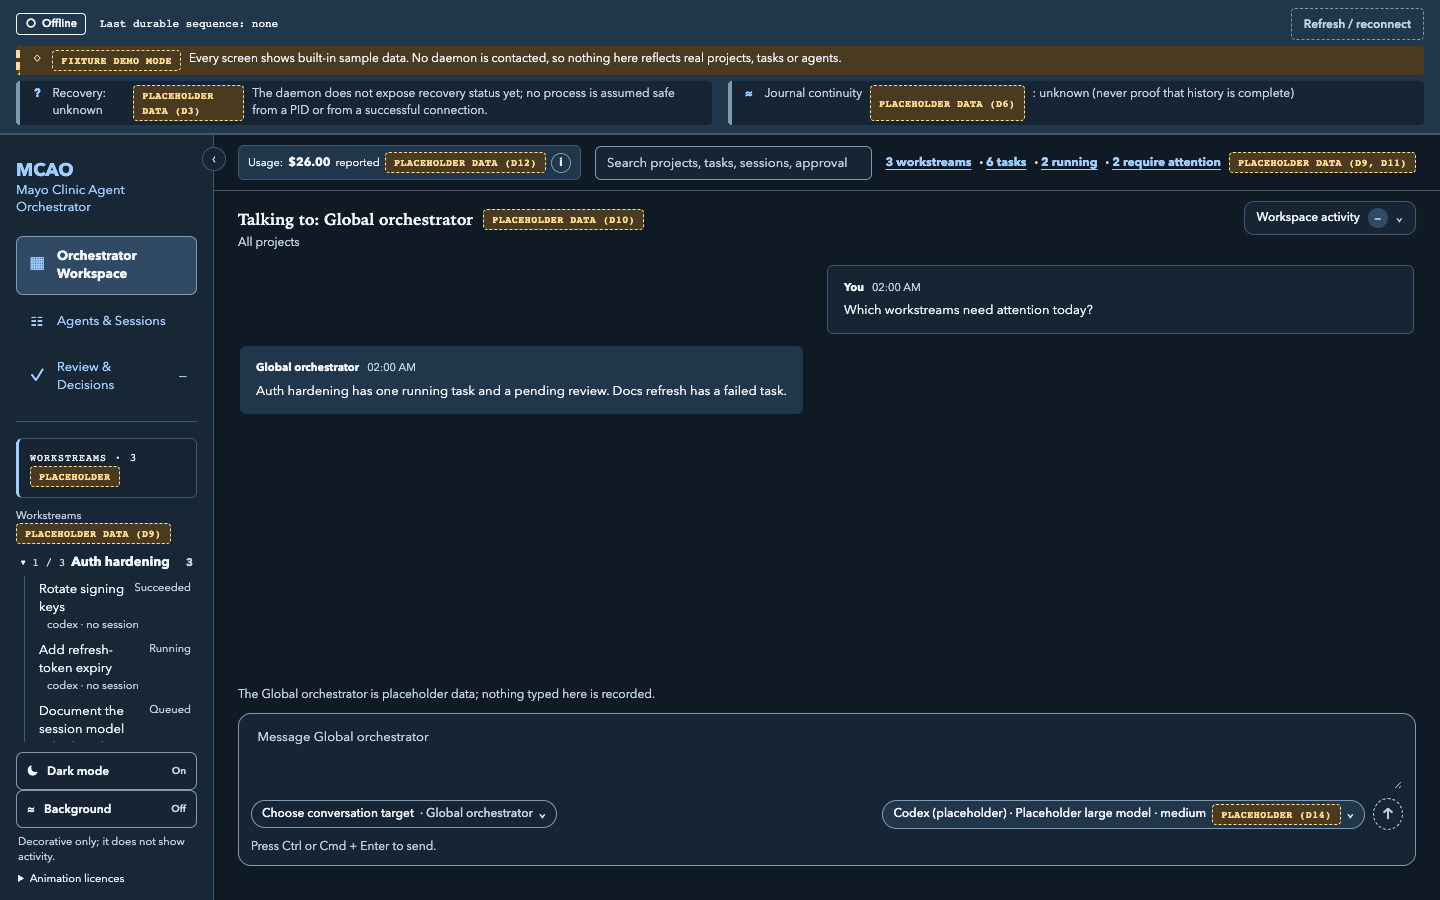 Offline
Last durable sequence: none
Refresh / reconnect
FIXTURE DEMO MODE Every screen shows built-in sample data. No daemon is contacted, so nothing here reflects real projects, tasks or agents.
? Recovery: unknown
PLACEHOLDER DATA (D3)
The daemon does not expose recovery status yet; no process is assumed safe
from a PID or from a successful connection.
≈ Journal continuity PLACEHOLDER DATA (D6) : unknown (never proof that history is complete)
MCAO
Mayo Clinic Agent
Orchestrator
Orchestrator
Workspace
Agents & Sessions
Review &
Decisions –
WORKSTREAMS · 3
PLACEHOLDER
Workstreams
PLACEHOLDER DATA (D9)
▾ 1 / 3 Auth hardening 3
Rotate signing
keys
Succeeded
codex · no session
Add refresh-
token expiry
Running
codex · no session
Document the
session model
Queued
Dark mode On
≈ Background Off
Decorative only; it does not show
activity.
▶ Animation licences
‹
Usage: $26.00 reported PLACEHOLDER DATA (D12) i
Search projects, tasks, sessions, approval
3 workstreams · 6 tasks · 2 running · 2 require attention PLACEHOLDER DATA (D9, D11)
Talking to: Global orchestrator PLACEHOLDER DATA (D10)
All projects
Workspace activity –
You 02:00 AM
Which workstreams need attention today?
Global orchestrator 02:00 AM
Auth hardening has one running task and a pending review. Docs refresh has a failed task.
The Global orchestrator is placeholder data; nothing typed here is recorded.
Message Global orchestrator
Choose conversation target · Global orchestrator
Codex (placeholder) · Placeholder large model · medium PLACEHOLDER (D14)
Press Ctrl or Cmd + Enter to send.